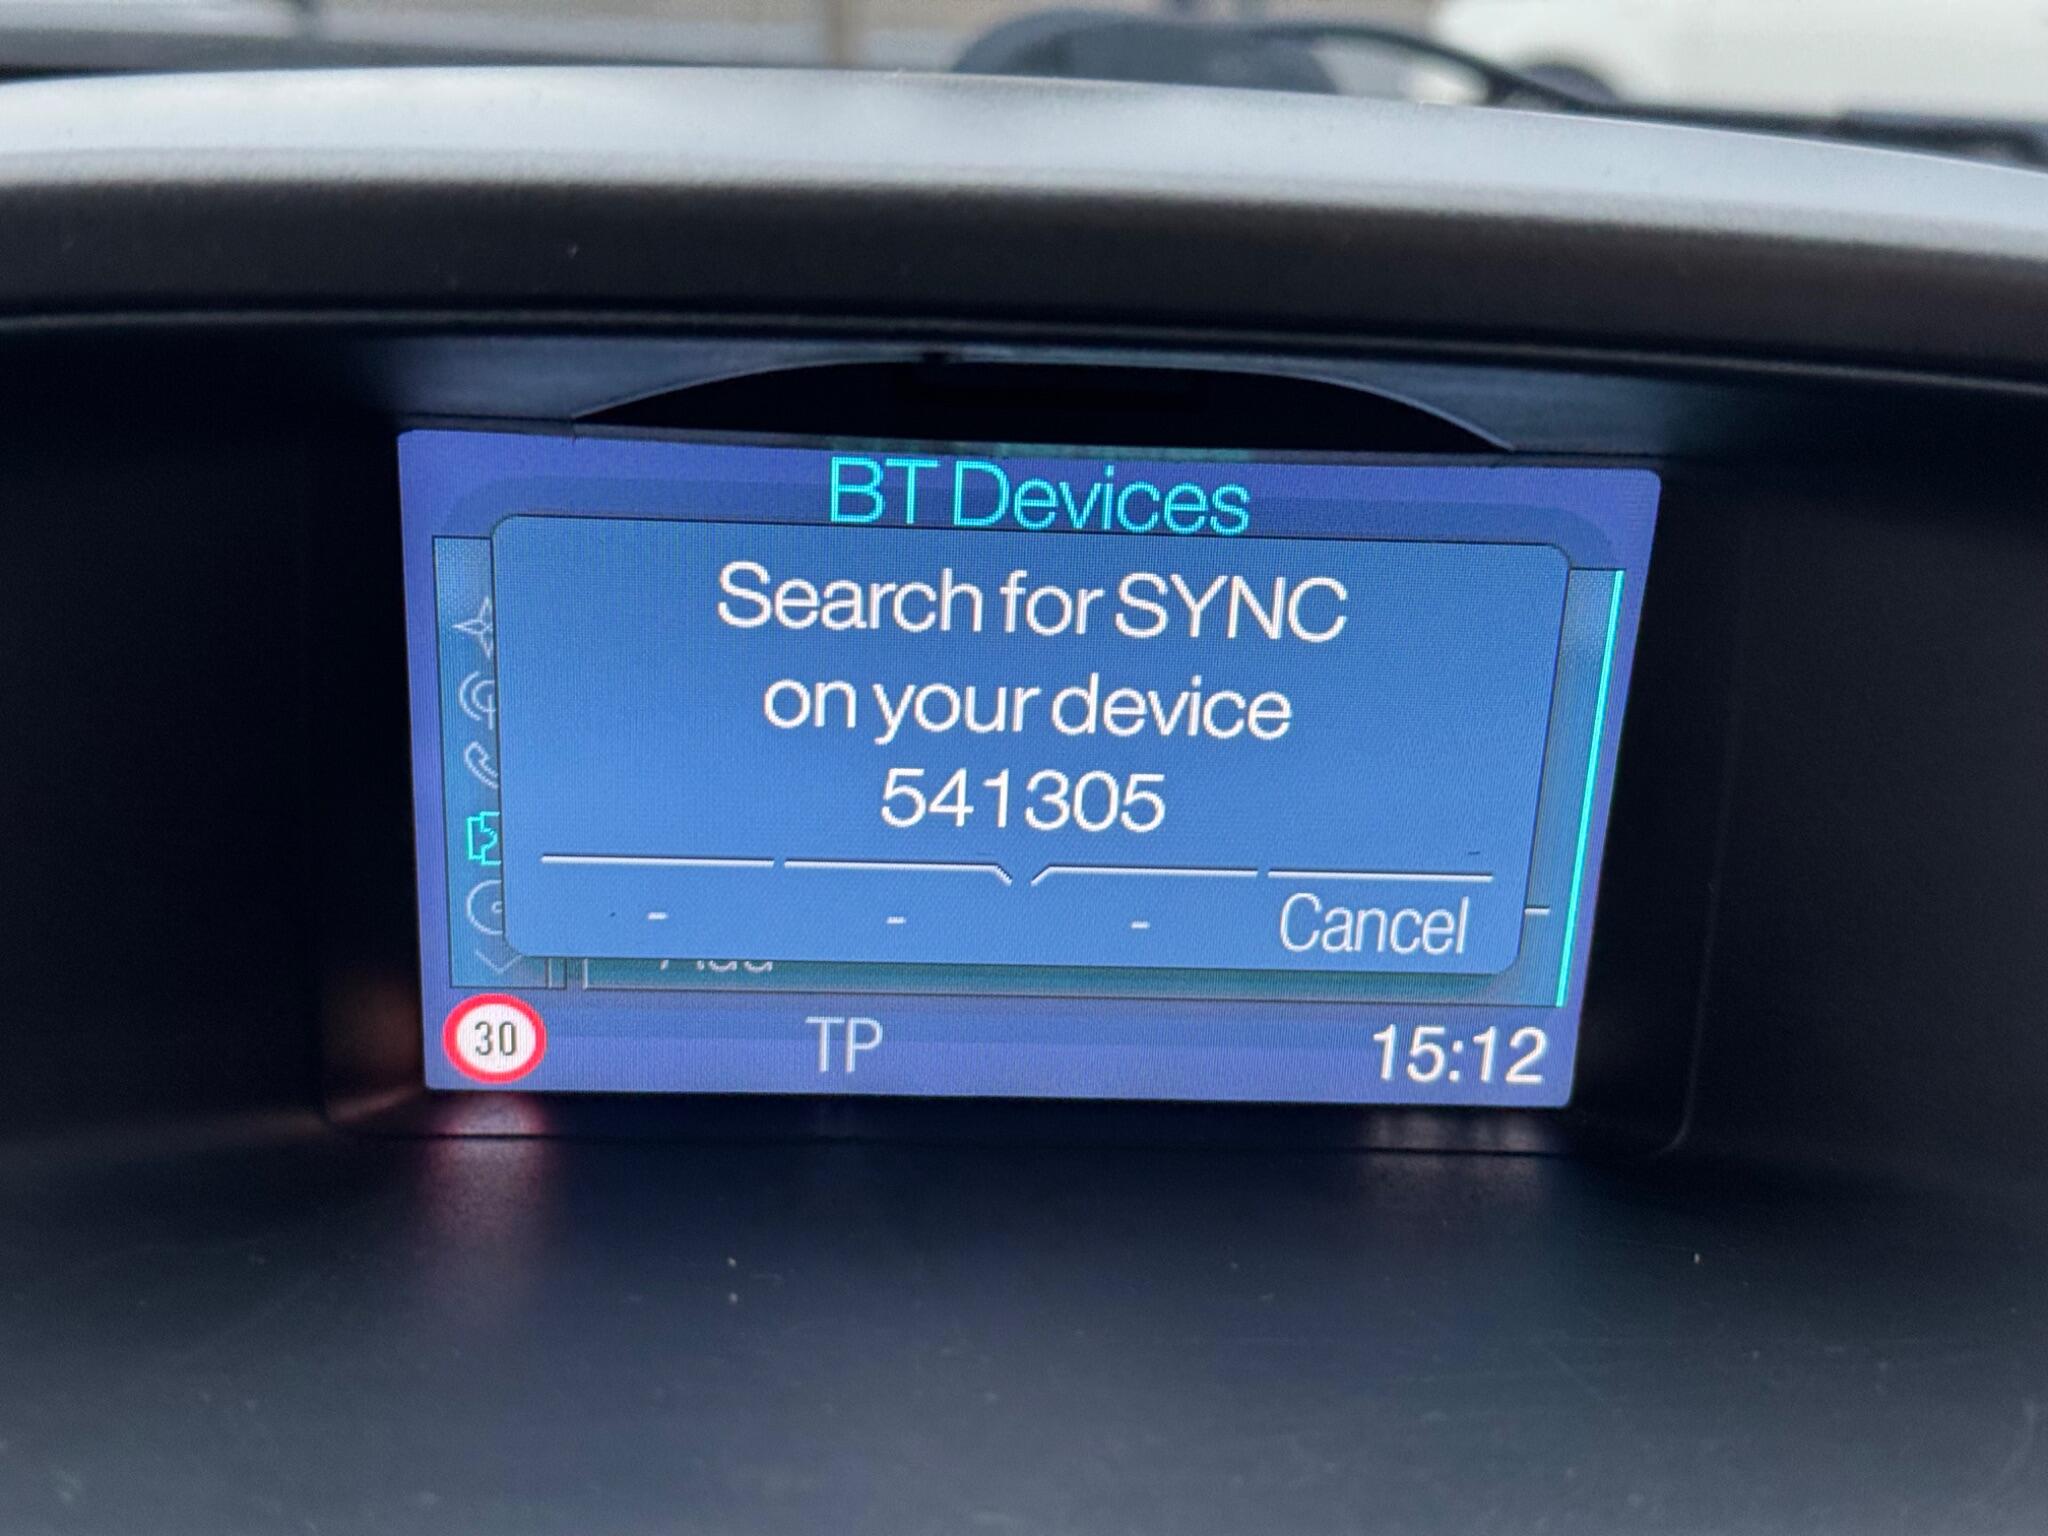 BT Devices
Search for SYNC
on your device
541305
- - - Cancel
30 TP 15:12